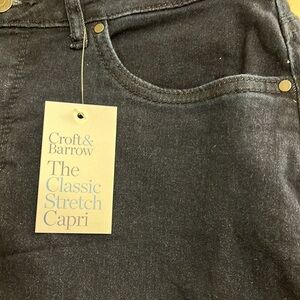 Croft&
Barrow
The
Classic
Stretch
Capri